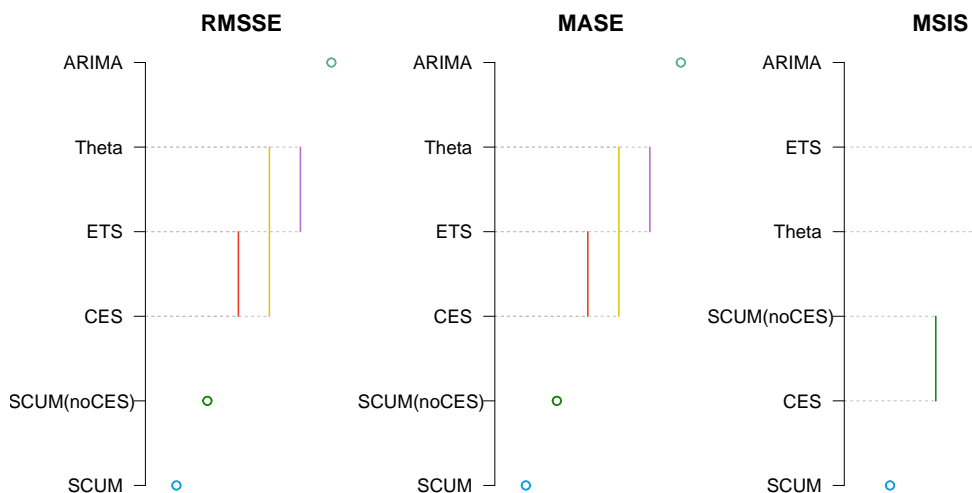 RMSSE
ARIMA
Theta
ETS
CES
SCUM(noCES)
SCUM
MASE
ARIMA
Theta
ETS
CES
SCUM(noCES)
SCUM
MSIS
ARIMA
ETS
Theta
SCUM(noCES)
CES
SCUM